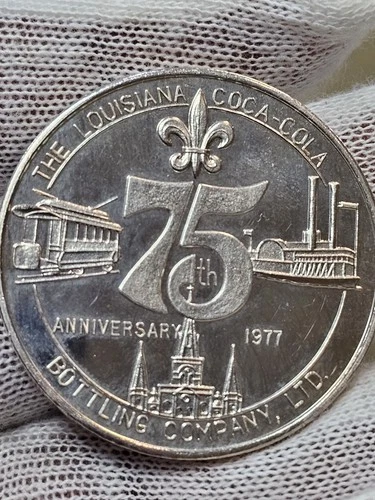 THE LOUISIANA COCA-COLA
75th
ANNIVERSARY 1977
BOTTLING COMPANY, LTD.